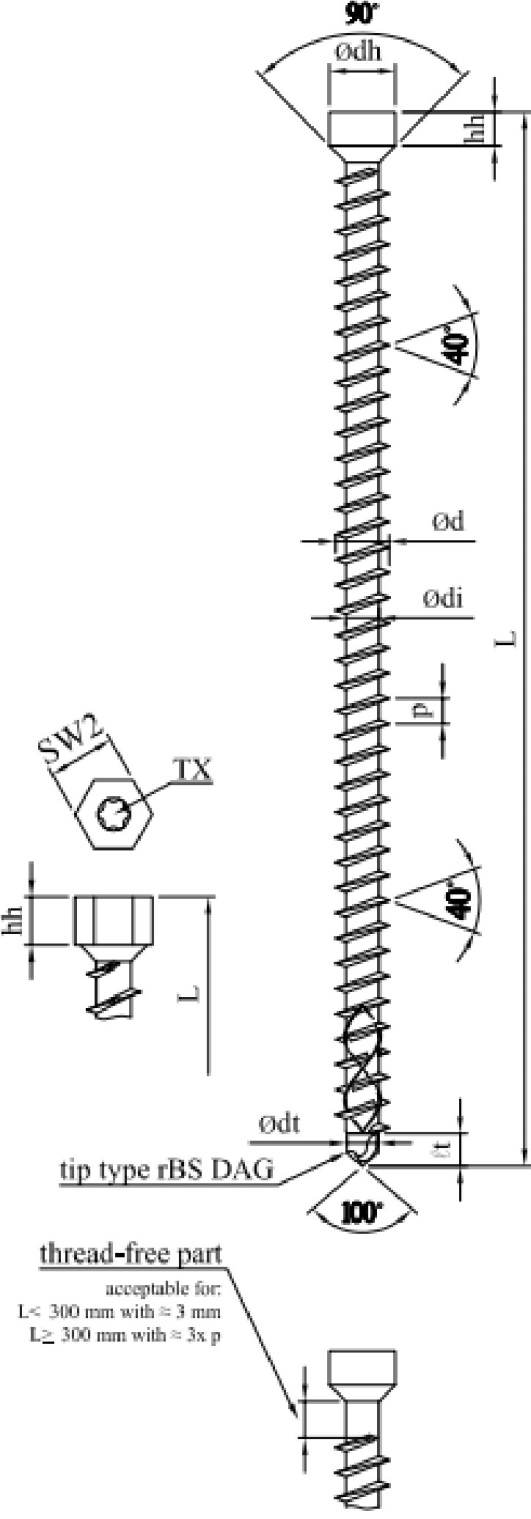 90°
Ødh
hh
40°
Ød
Ødi
L
p
SW2
TX
hh
L
40°
Ødt
ℓt
tip type rBS DAG
100°
thread-free part
acceptable for:
L< 300 mm with ≈ 3 mm
L≥ 300 mm with ≈ 3x p